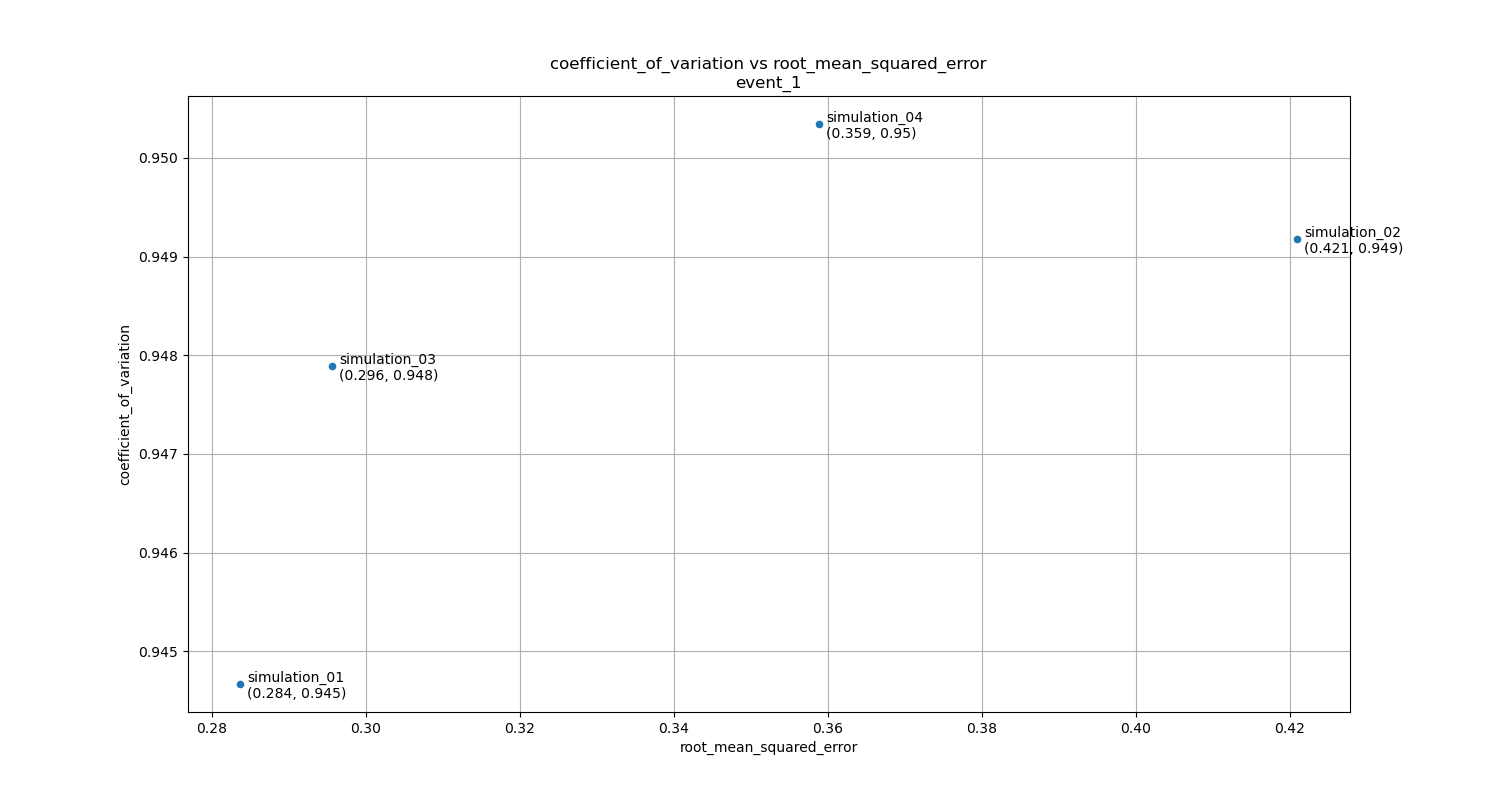 coefficient_of_variation vs root_mean_squared_error
event_1
simulation_04
(0.359, 0.95)
0.950
simulation_02
(0.421, 0.949)
0.949
simulation_03
(0.296, 0.948)
0.948
coefficient_of_variation
0.947
0.946
0.945
simulation_01
(0.284, 0.945)
0.28 0.30 0.32 0.34 0.36 0.38 0.40 0.42
root_mean_squared_error